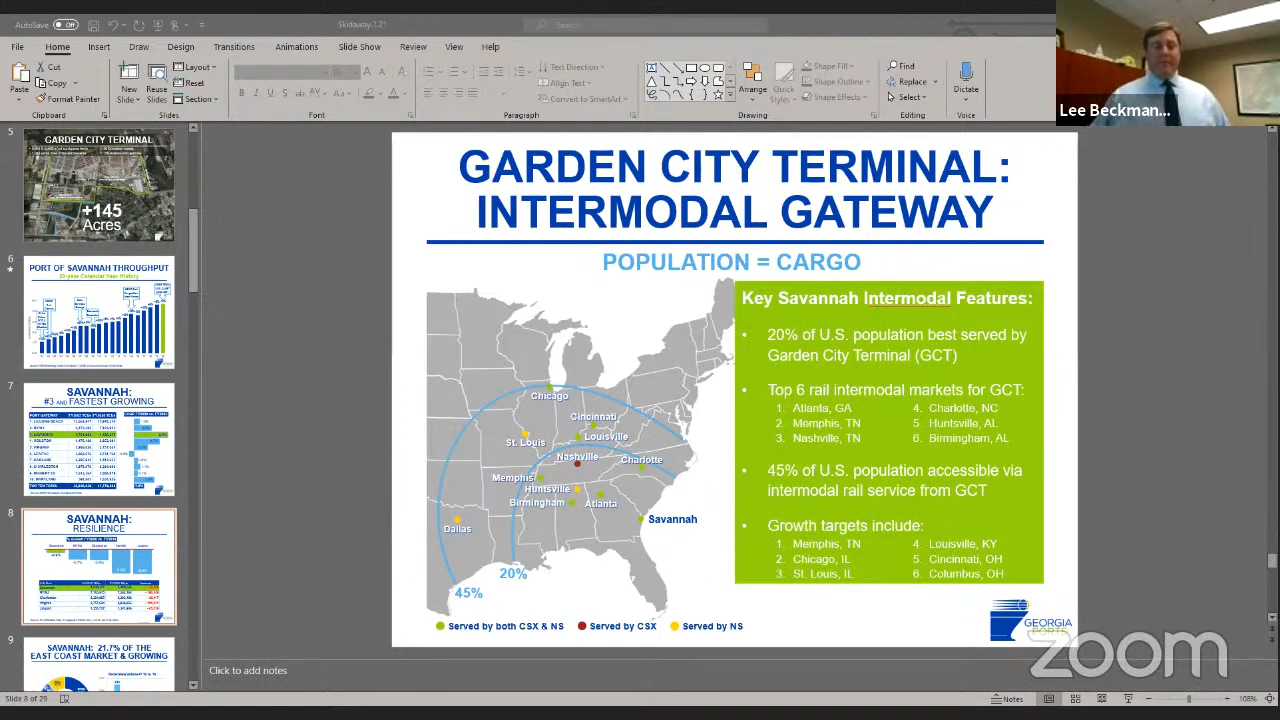 AutoSave Off
Skidaway.1.21
Search
File Home Insert Draw Design Transitions Animations Slide Show Review View Help
Paste
Cut
Copy
Format Painter
Clipboard
New Slide
Reuse Slides
Layout
Reset
Section
Slides
Font
Text Direction
Align Text
Convert to SmartArt
Paragraph
Arrange
Quick Styles
Shape Fill
Shape Outline
Shape Effects
Drawing
Find
Replace
Select
Editing
Dictate
Voice
Lee Beckman...
5
GARDEN CITY TERMINAL
+145
Acres
6
PORT OF SAVANNAH THROUGHPUT
7
SAVANNAH:
#3 AND FASTEST GROWING
8
SAVANNAH:
RESILIENCE
9
SAVANNAH: 21.7% OF THE
EAST COAST MARKET & GROWING
GARDEN CITY TERMINAL:
INTERMODAL GATEWAY
POPULATION = CARGO
Chicago
Cincinnati
St. Louis
Louisville
Nashville
Charlotte
Memphis
Huntsville
Birmingham
Atlanta
Savannah
Dallas
20%
45%
Served by both CSX & NS
Served by CSX
Served by NS
Key Savannah Intermodal Features:
• 20% of U.S. population best served by
Garden City Terminal (GCT)
• Top 6 rail intermodal markets for GCT:
1. Atlanta, GA 4. Charlotte, NC
2. Memphis, TN 5. Huntsville, AL
3. Nashville, TN 6. Birmingham, AL
• 45% of U.S. population accessible via
intermodal rail service from GCT
• Growth targets include:
1. Memphis, TN 4. Louisville, KY
2. Chicago, IL 5. Cincinnati, OH
3. St. Louis, IL 6. Columbus, OH
GEORGIA
PORTS
zoom
Click to add notes
Slide 8 of 29
Notes
108%